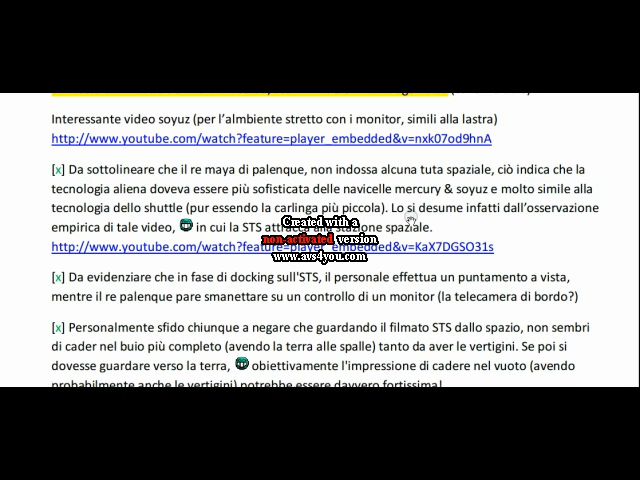 Interessante video soyuz (per l’almbiente stretto con i monitor, simili alla lastra)
http://www.youtube.com/watch?feature=player_embedded&v=nxk07od9hnA
[x] Da sottolineare che il re maya di palenque, non indossa alcuna tuta spaziale, ciò indica che la
tecnologia aliena doveva essere più sofisticata delle navicelle mercury & soyuz e molto simile alla
tecnologia dello shuttle (pur essendo la carlinga più piccola). Lo si desume infatti dall’osservazione
empirica di tale video, in cui la STS attracca alla stazione spaziale.
http://www.youtube.com/watch?feature=player_embedded&v=KaX7DGSO31s
Created with a
non-activated version
www.avs4you.com
[x] Da evidenziare che in fase di docking sull'STS, il personale effettua un puntamento a vista,
mentre il re palenque pare smanettare su un controllo di un monitor (la telecamera di bordo?)
[x] Personalmente sfido chiunque a negare che guardando il filmato STS dallo spazio, non sembri
di cader nel buio più completo (avendo la terra alle spalle) tanto da aver le vertigini. Se poi si
dovesse guardare verso la terra, obiettivamente l'impressione di cadere nel vuoto (avendo
probabilmente anche le vertigini) potrebbe essere davvero fortissima!